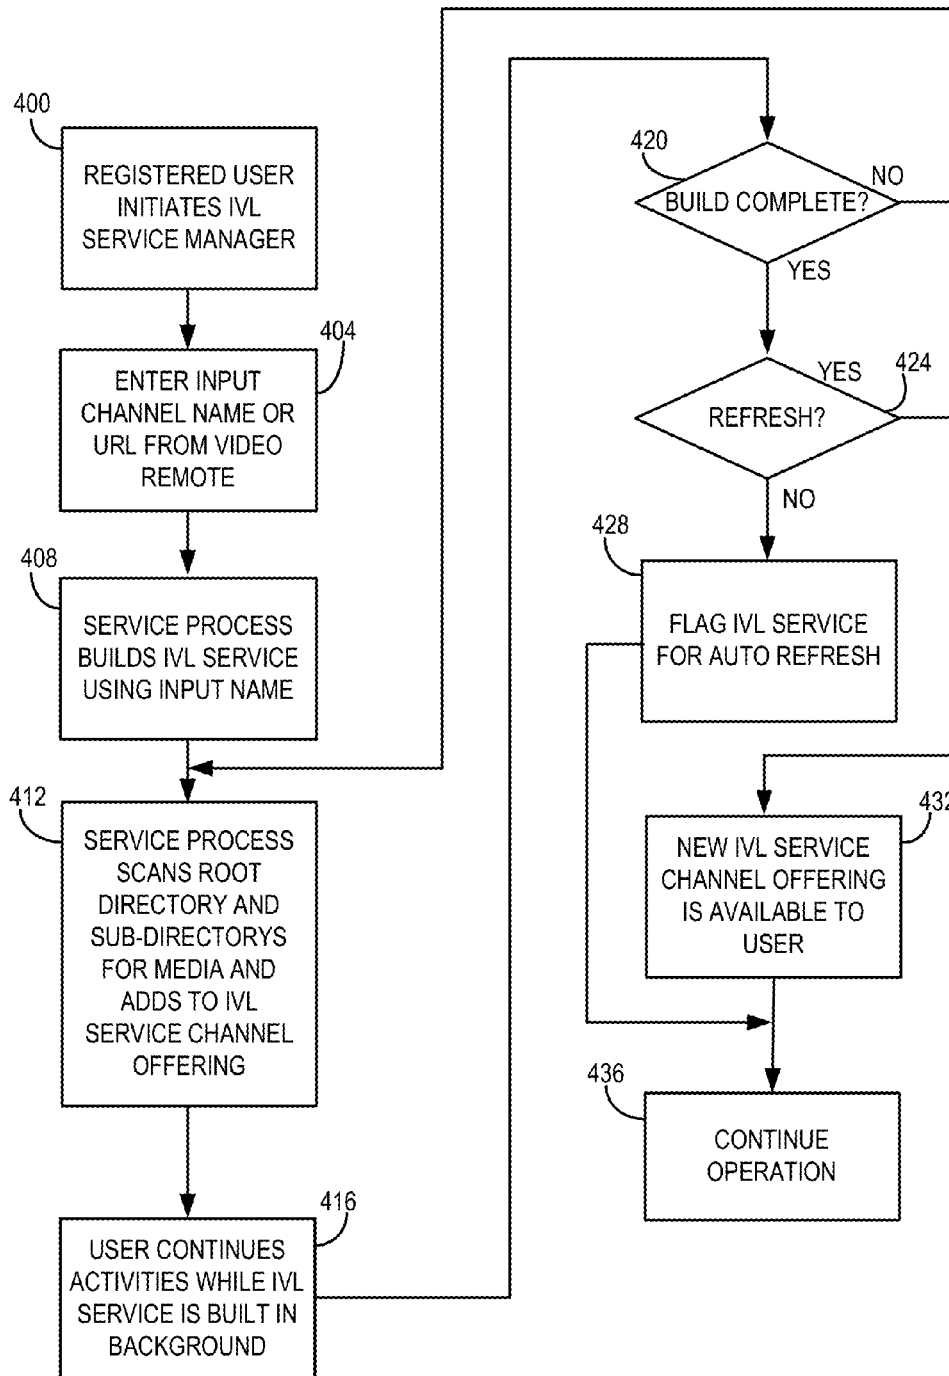 400
REGISTERED USER
INITIATES IVL
SERVICE MANAGER
404
ENTER INPUT
CHANNEL NAME OR
URL FROM VIDEO
REMOTE
408
SERVICE PROCESS
BUILDS IVL SERVICE
USING INPUT NAME
412
SERVICE PROCESS
SCANS ROOT
DIRECTORY AND
SUB-DIRECTORYS
FOR MEDIA AND
ADDS TO IVL
SERVICE CHANNEL
OFFERING
416
USER CONTINUES
ACTIVITIES WHILE IVL
SERVICE IS BUILT IN
BACKGROUND
420
BUILD COMPLETE?
NO
YES
424
REFRESH?
YES
NO
428
FLAG IVL SERVICE
FOR AUTO REFRESH
432
NEW IVL SERVICE
CHANNEL OFFERING
IS AVAILABLE TO
USER
436
CONTINUE
OPERATION